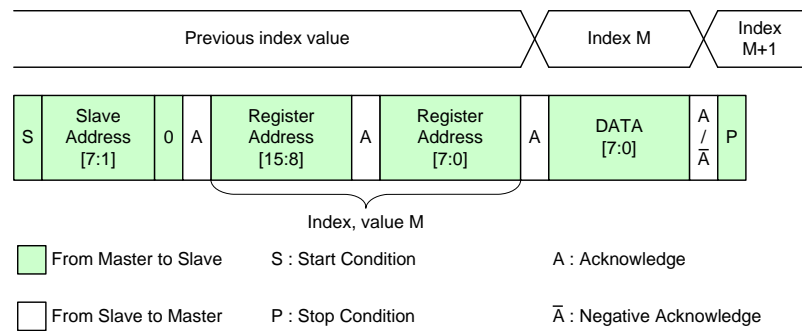 Previous index value
Index M
Index
M+1
S
Slave
Address
[7:1]
0
A
Register
Address
[15:8]
A
Register
Address
[7:0]
A
DATA
[7:0]
A
/
A̅
P
Index, value M
From Master to Slave
S : Start Condition
A : Acknowledge
From Slave to Master
P : Stop Condition
A̅ : Negative Acknowledge